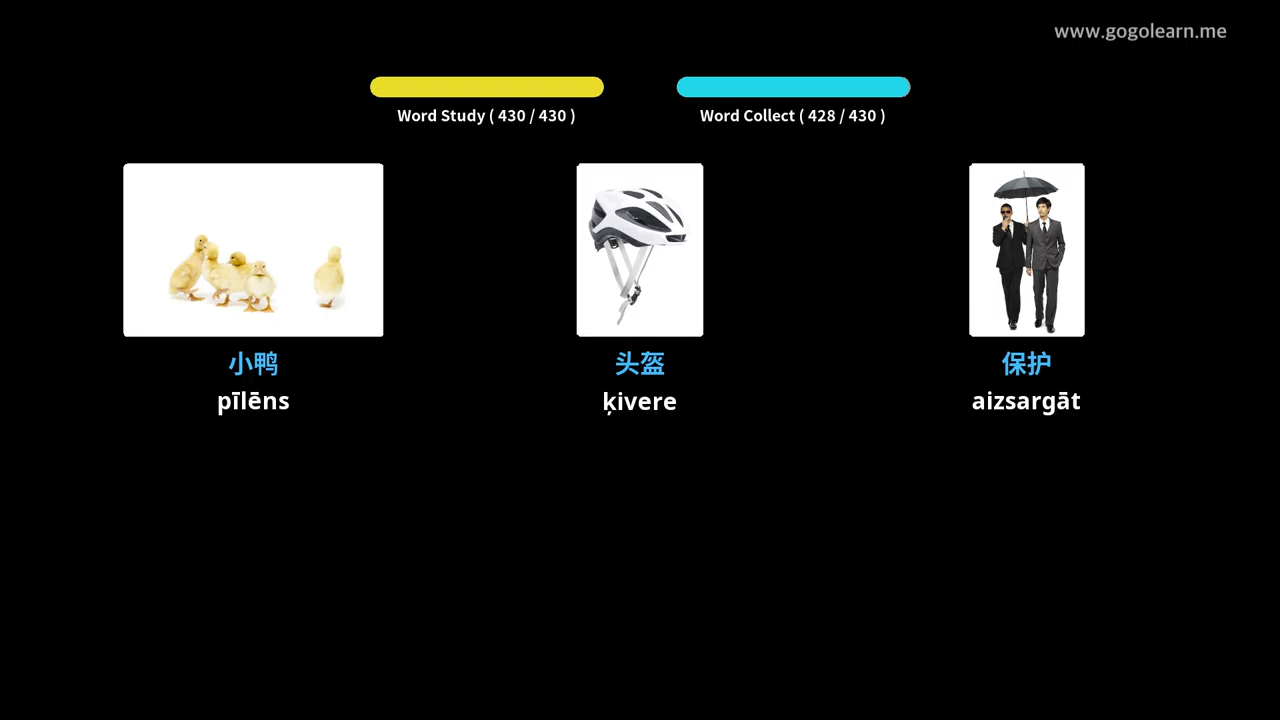 www.gogolearn.me
Word Study ( 430 / 430 )
Word Collect ( 428 / 430 )
小鸭
头盔
保护
pīlēns
ķivere
aizsargāt